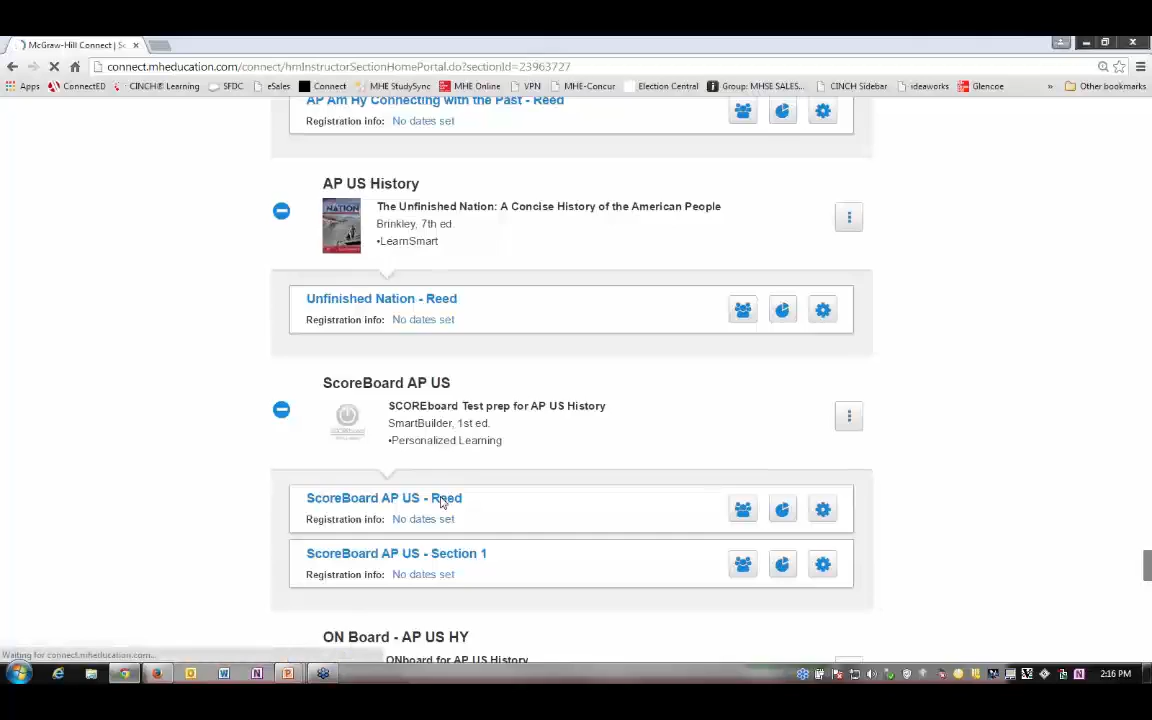 McGraw-Hill Connect | Sc
connect.mheducation.com/connect/hmInstructorSectionHomePortal.do?sectionId=23963727
Apps ConnectED CINCH® Learning SFDC eSales Connect MHE StudySync MHE Online VPN MHE-Concur Election Central Group: MHSE SALES... CINCH Sidebar ideaworks Glencoe » Other bookmarks
AP Am Hy Connecting with the Past - Reed
Registration info: No dates set
AP US History
The Unfinished Nation: A Concise History of the American People
Brinkley, 7th ed.
•LearnSmart
NATION
Unfinished Nation - Reed
Registration info: No dates set
ScoreBoard AP US
SCOREboard Test prep for AP US History
SmartBuilder, 1st ed.
•Personalized Learning
ScoreBoard AP US - Reed
Registration info: No dates set
ScoreBoard AP US - Section 1
Registration info: No dates set
ON Board - AP US HY
ONboard for AP US History
Waiting for connect.mheducation.com...
2:16 PM